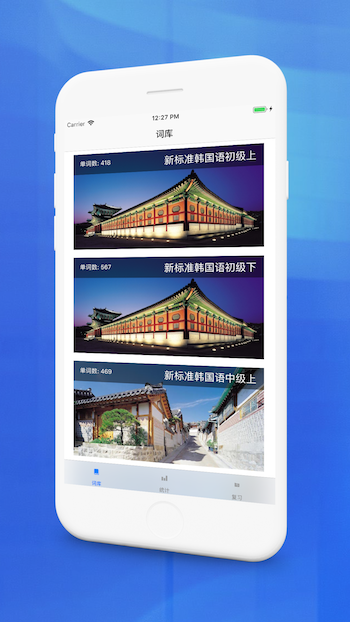 Carrier
12:27 PM
词库
单词数: 418
新标准韩国语初级上
单词数: 567
新标准韩国语初级下
单词数: 469
新标准韩国语中级上
词库
统计
复习